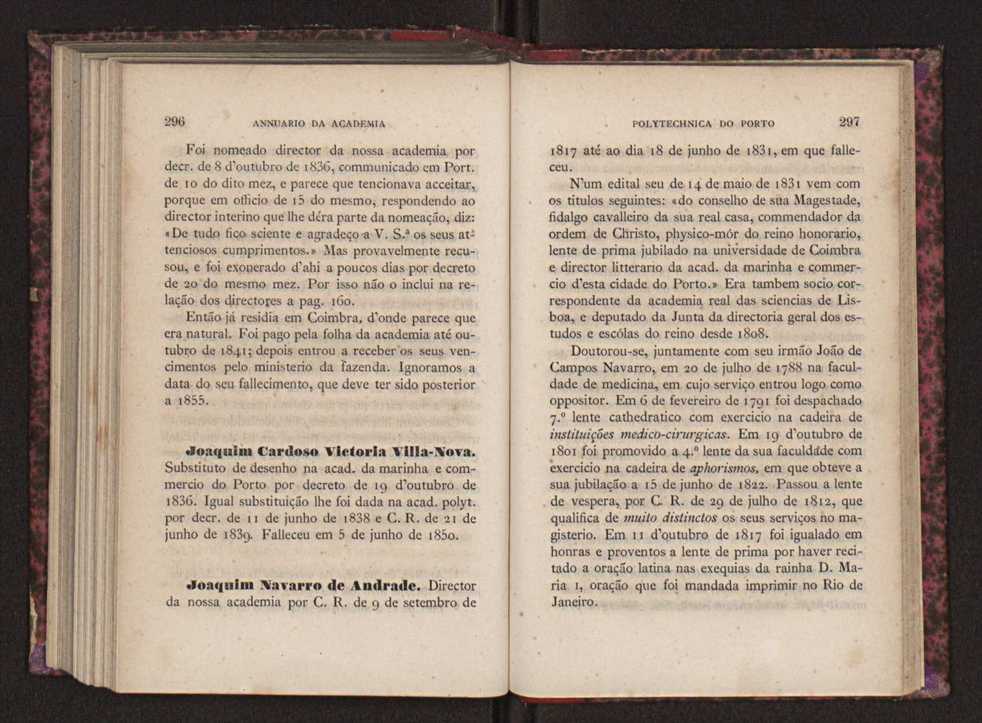 296 ANNUARIO DA ACADEMIA
Foi nomeado director da nossa academia por
decr. de 8 d'outubro de 1836, communicado em Port.
de 10 do dito mez, e parece que tencionava acceitar,
porque em officio de 15 do mesmo, respondendo ao
director interino que lhe déra parte da nomeação, diz:
«De tudo fico sciente e agradeço a V. S.ª os seus at-
tenciosos cumprimentos.» Mas provavelmente recu-
sou, e foi exonerado d'ahi a poucos dias por decreto
de 20 do mesmo mez. Por isso não o inclui na re-
lação dos directores a pag. 160.
Então já residia em Coimbra, d'onde parece que
era natural. Foi pago pela folha da academia até ou-
tubro de 1841; depois entrou a receber os seus ven-
cimentos pelo ministerio da fazenda. Ignoramos a
data do seu fallecimento, que deve ter sido posterior
a 1855.
Joaquim Cardoso Victoria Villa-Nova.
Substituto de desenho na acad. da marinha e com-
mercio do Porto por decreto de 19 d'outubro de
1836. Igual substituição lhe foi dada na acad. polyt.
por decr. de 11 de junho de 1838 e C. R. de 21 de
junho de 1839. Falleceu em 5 de junho de 1850.
Joaquim Navarro de Andrade. Director
da nossa academia por C. R. de 9 de setembro de
POLYTECHNICA DO PORTO 297
1817 até ao dia 18 de junho de 1831, em que falle-
ceu.
N'um edital seu de 14 de maio de 1831 vem com
os titulos seguintes: «do conselho de sua Magestade,
fidalgo cavalleiro da sua real casa, commendador da
ordem de Christo, physico-mór do reino honorario,
lente de prima jubilado na universidade de Coimbra
e director litterario da acad. da marinha e commer-
cio d'esta cidade do Porto.» Era tambem socio cor-
respondente da academia real das sciencias de Lis-
boa, e deputado da Junta da directoria geral dos es-
tudos e escólas do reino desde 1808.
Doutorou-se, juntamente com seu irmão João de
Campos Navarro, em 20 de julho de 1788 na facul-
dade de medicina, em cujo serviço entrou logo como
oppositor. Em 6 de fevereiro de 1791 foi despachado
7.º lente cathedratico com exercicio na cadeira de
instituições medico-cirurgicas. Em 19 d'outubro de
1801 foi promovido a 4.º lente da sua faculdade com
exercicio na cadeira de aphorismos, em que obteve a
sua jubilação a 15 de junho de 1822. Passou a lente
de vespera, por C. R. de 29 de julho de 1812, que
qualifica de muito distinctos os seus serviços no ma-
gisterio. Em 11 d'outubro de 1817 foi igualado em
honras e proventos a lente de prima por haver reci-
tado a oração latina nas exequias da rainha D. Ma-
ria I, oração que foi mandada imprimir no Rio de
Janeiro.